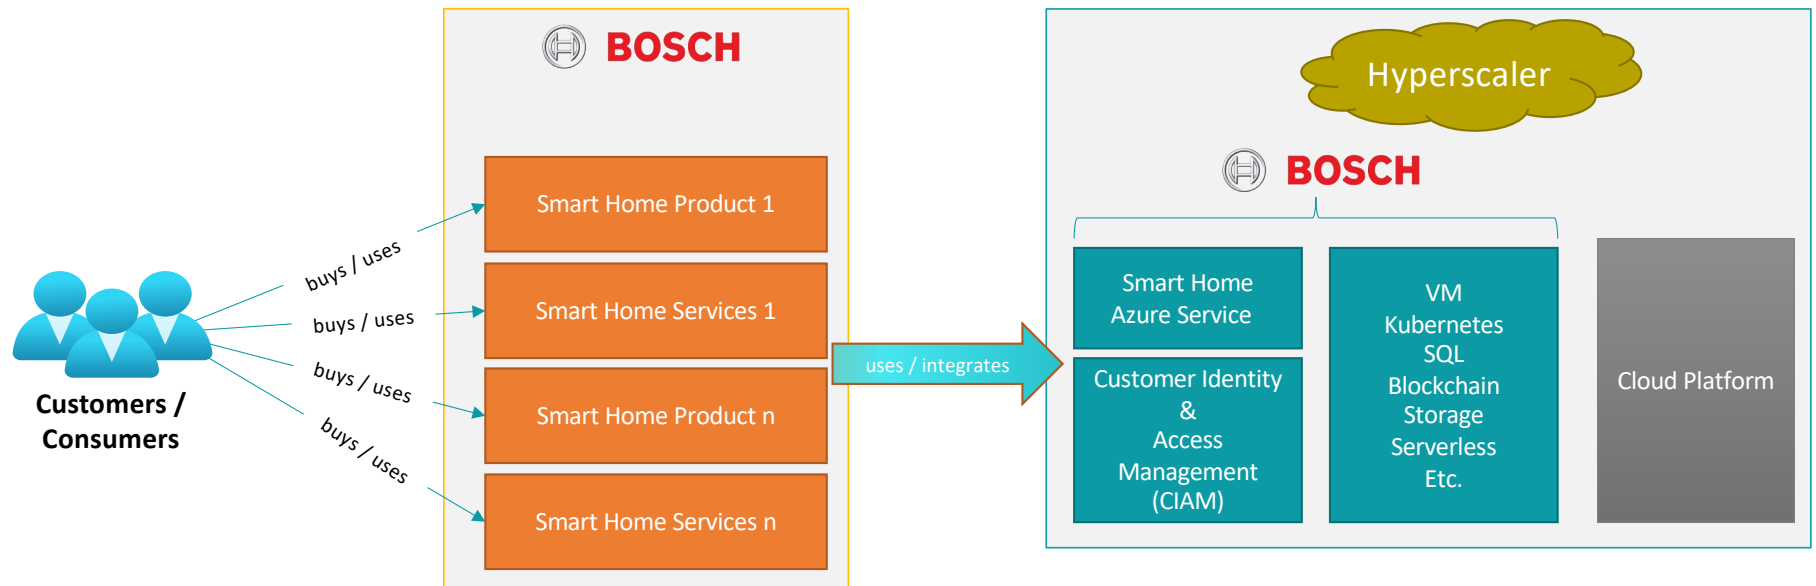 BOSCH
Hyperscaler
BOSCH
Smart Home Product 1
Smart Home Services 1
Smart Home Product n
Smart Home Services n
buys / uses
buys / uses
buys / uses
buys / uses
Customers /
Consumers
uses / integrates
Smart Home
Azure Service
Customer Identity
&
Access
Management
(CIAM)
VM
Kubernetes
SQL
Blockchain
Storage
Serverless
Etc.
Cloud Platform